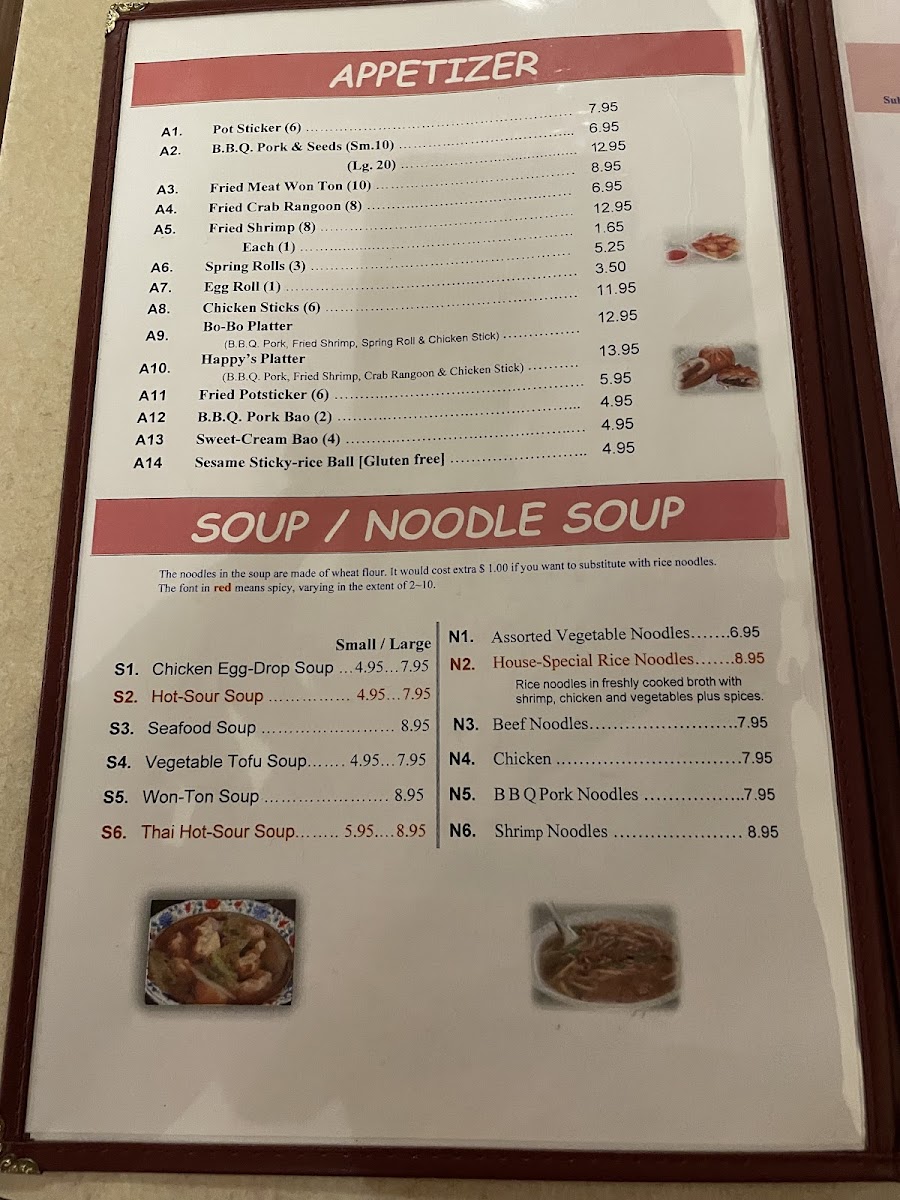 APPETIZER
A1. Pot Sticker (6) ........................ 7.95
A2. B.B.Q. Pork & Seeds (Sm.10) ........................ 6.95
(Lg. 20) ........................ 12.95
A3. Fried Meat Won Ton (10) ........................ 8.95
A4. Fried Crab Rangoon (8) ........................ 6.95
A5. Fried Shrimp (8) ........................ 12.95
Each (1) ........................ 1.65
A6. Spring Rolls (3) ........................ 5.25
A7. Egg Roll (1) ........................ 3.50
A8. Chicken Sticks (6) ........................ 11.95
A9. Bo-Bo Platter
(B.B.Q. Pork, Fried Shrimp, Spring Roll & Chicken Stick) ............... 12.95
A10. Happy's Platter
(B.B.Q. Pork, Fried Shrimp, Crab Rangoon & Chicken Stick) .......... 13.95
A11 Fried Potsticker (6) ........................ 5.95
A12 B.B.Q. Pork Bao (2) ........................ 4.95
A13 Sweet-Cream Bao (4) ........................ 4.95
A14 Sesame Sticky-rice Ball [Gluten free] ........................ 4.95
SOUP / NOODLE SOUP
The noodles in the soup are made of wheat flour. It would cost extra $ 1.00 if you want to substitute with rice noodles.
The font in red means spicy, varying in the extent of 2~10.
Small / Large
S1. Chicken Egg-Drop Soup ...4.95...7.95
S2. Hot-Sour Soup ................ 4.95...7.95
S3. Seafood Soup ........................ 8.95
S4. Vegetable Tofu Soup....... 4.95...7.95
S5. Won-Ton Soup ...................... 8.95
S6. Thai Hot-Sour Soup........ 5.95....8.95
N1. Assorted Vegetable Noodles.......6.95
N2. House-Special Rice Noodles.......8.95
Rice noodles in freshly cooked broth with
shrimp, chicken and vegetables plus spices.
N3. Beef Noodles..........................7.95
N4. Chicken .................................7.95
N5. B B Q Pork Noodles ..................7.95
N6. Shrimp Noodles ...................... 8.95